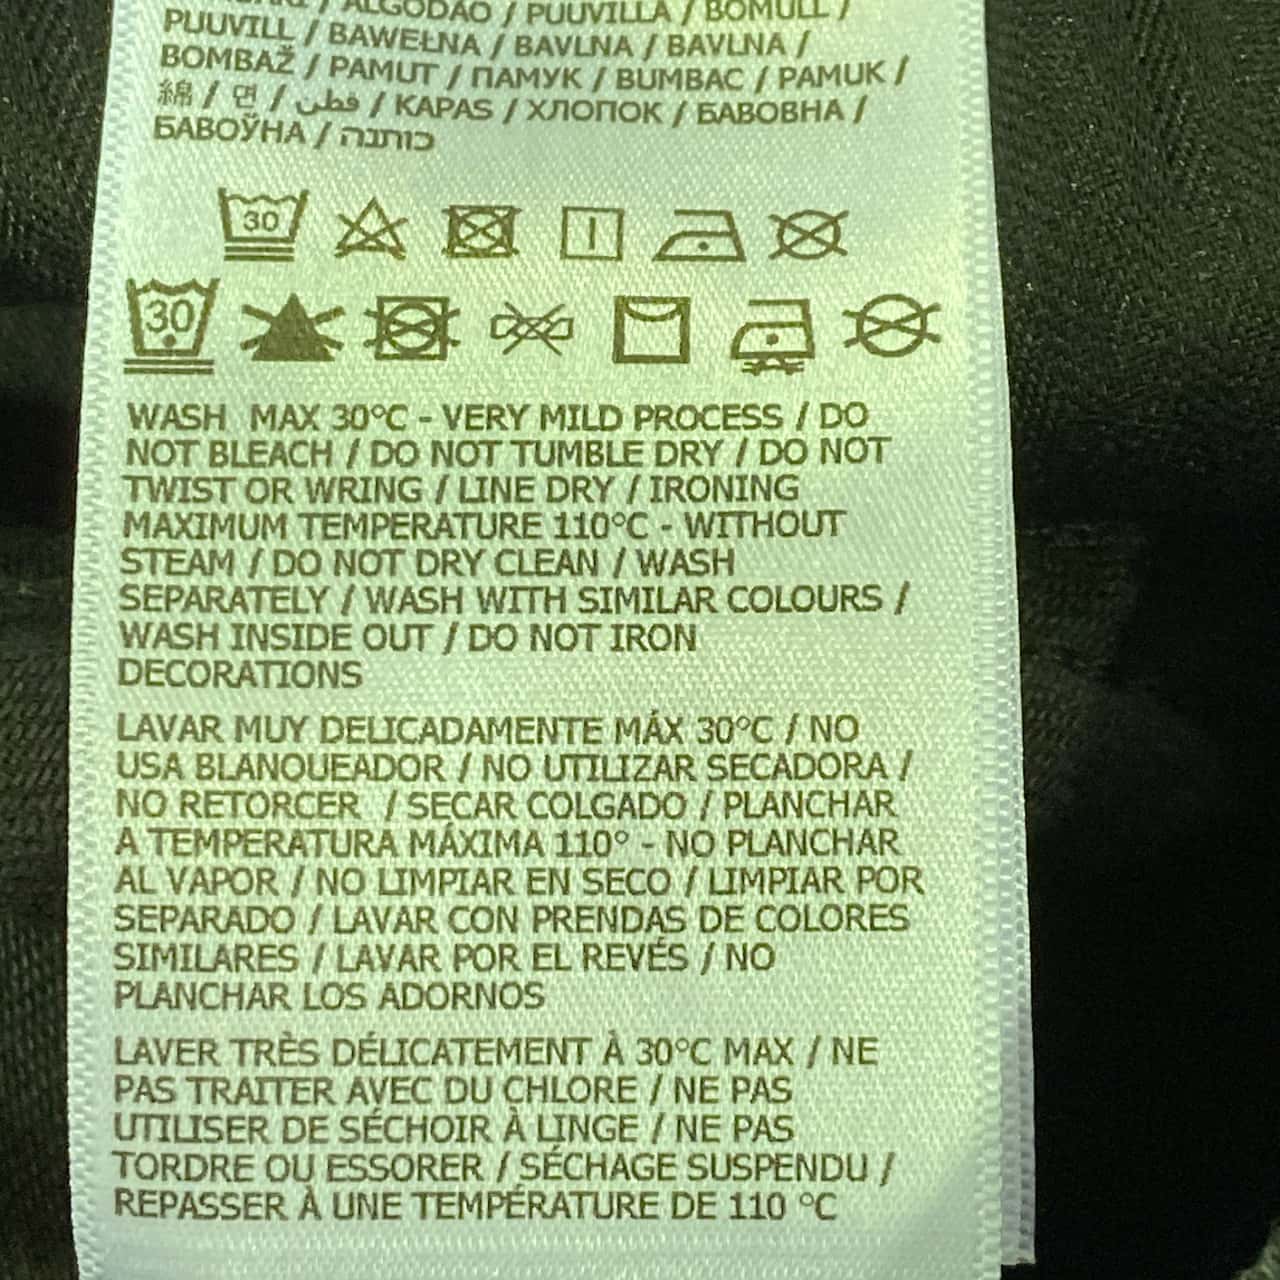 / ALGODÃO / PUUVILLA / BOMULL /
PUUVILL / BAWEŁNA / BAVLNA / BAVLNA /
BOMBAŽ / PAMUT / ПАМУК / BUMBAC / PAMUK /
綿 / 면 / قطن / KAPAS / ХЛОПОК / БАВОВНА /
БАВОЎНА / כותנה
30
30
WASH MAX 30°C - VERY MILD PROCESS / DO
NOT BLEACH / DO NOT TUMBLE DRY / DO NOT
TWIST OR WRING / LINE DRY / IRONING
MAXIMUM TEMPERATURE 110°C - WITHOUT
STEAM / DO NOT DRY CLEAN / WASH
SEPARATELY / WASH WITH SIMILAR COLOURS /
WASH INSIDE OUT / DO NOT IRON
DECORATIONS
LAVAR MUY DELICADAMENTE MÁX 30°C / NO
USA BLANQUEADOR / NO UTILIZAR SECADORA /
NO RETORCER / SECAR COLGADO / PLANCHAR
A TEMPERATURA MÁXIMA 110° - NO PLANCHAR
AL VAPOR / NO LIMPIAR EN SECO / LIMPIAR POR
SEPARADO / LAVAR CON PRENDAS DE COLORES
SIMILARES / LAVAR POR EL REVÉS / NO
PLANCHAR LOS ADORNOS
LAVER TRÈS DÉLICATEMENT À 30°C MAX / NE
PAS TRAITER AVEC DU CHLORE / NE PAS
UTILISER DE SÉCHOIR À LINGE / NE PAS
TORDRE OU ESSORER / SÉCHAGE SUSPENDU /
REPASSER À UNE TEMPÉRATURE DE 110 °C